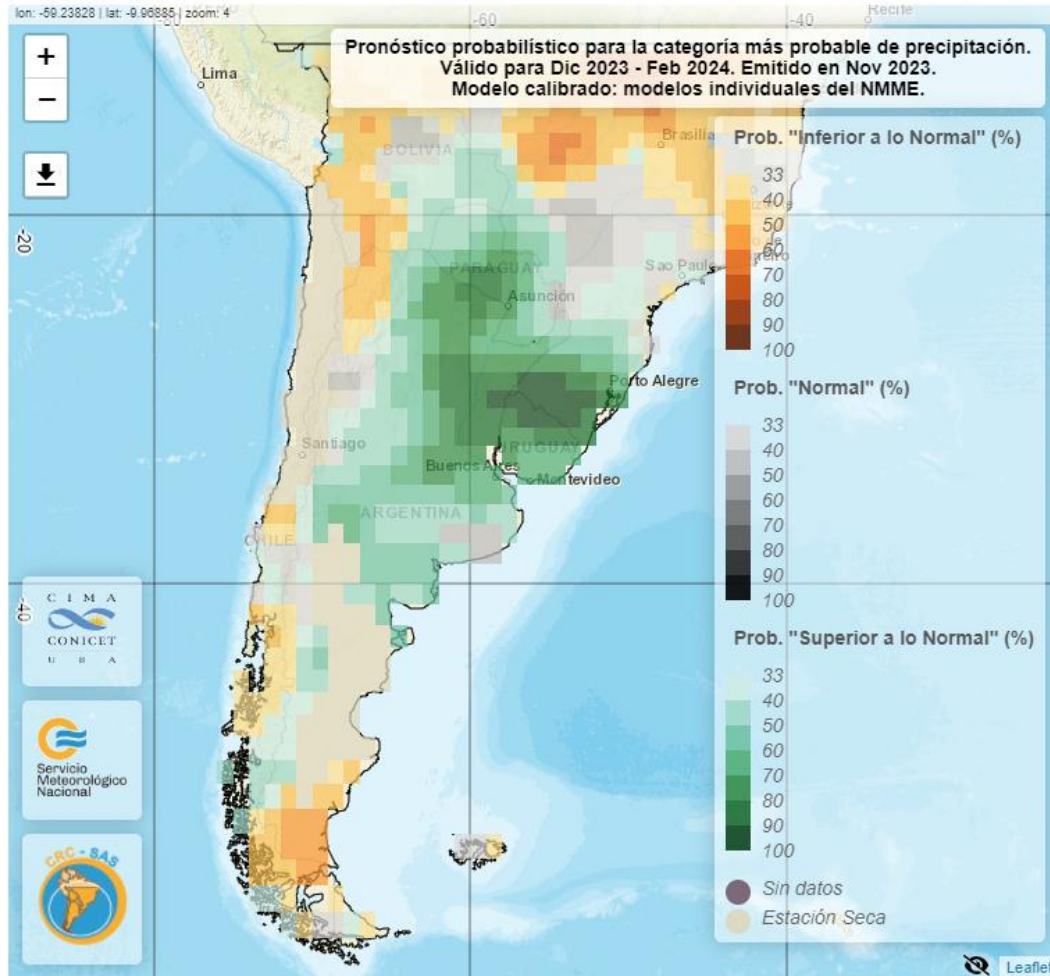 lon: -59.23828 | lat: -9.96885 | zoom: 4
-60
-40
Recife
+
−
Lima
Pronóstico probabilístico para la categoría más probable de precipitación.
Válido para Dic 2023 - Feb 2024. Emitido en Nov 2023.
Modelo calibrado: modelos individuales del NMME.
BOLIVIA
Brasilia
Prob. "Inferior a lo Normal" (%)
33
40
50
60
70
80
90
100
-20
PARAGUAY
Asunción
Sao Paulo
Porto Alegre
Prob. "Normal" (%)
33
40
50
60
70
80
90
100
Santiago
URUGUAY
Buenos Aires
Montevideo
ARGENTINA
CHILE
-40
CIMA
CONICET
UBA
Prob. "Superior a lo Normal" (%)
33
40
50
60
70
80
90
100
Servicio
Meteorológico
Nacional
CRC - SAS
Sin datos
Estación Seca
Leaflet